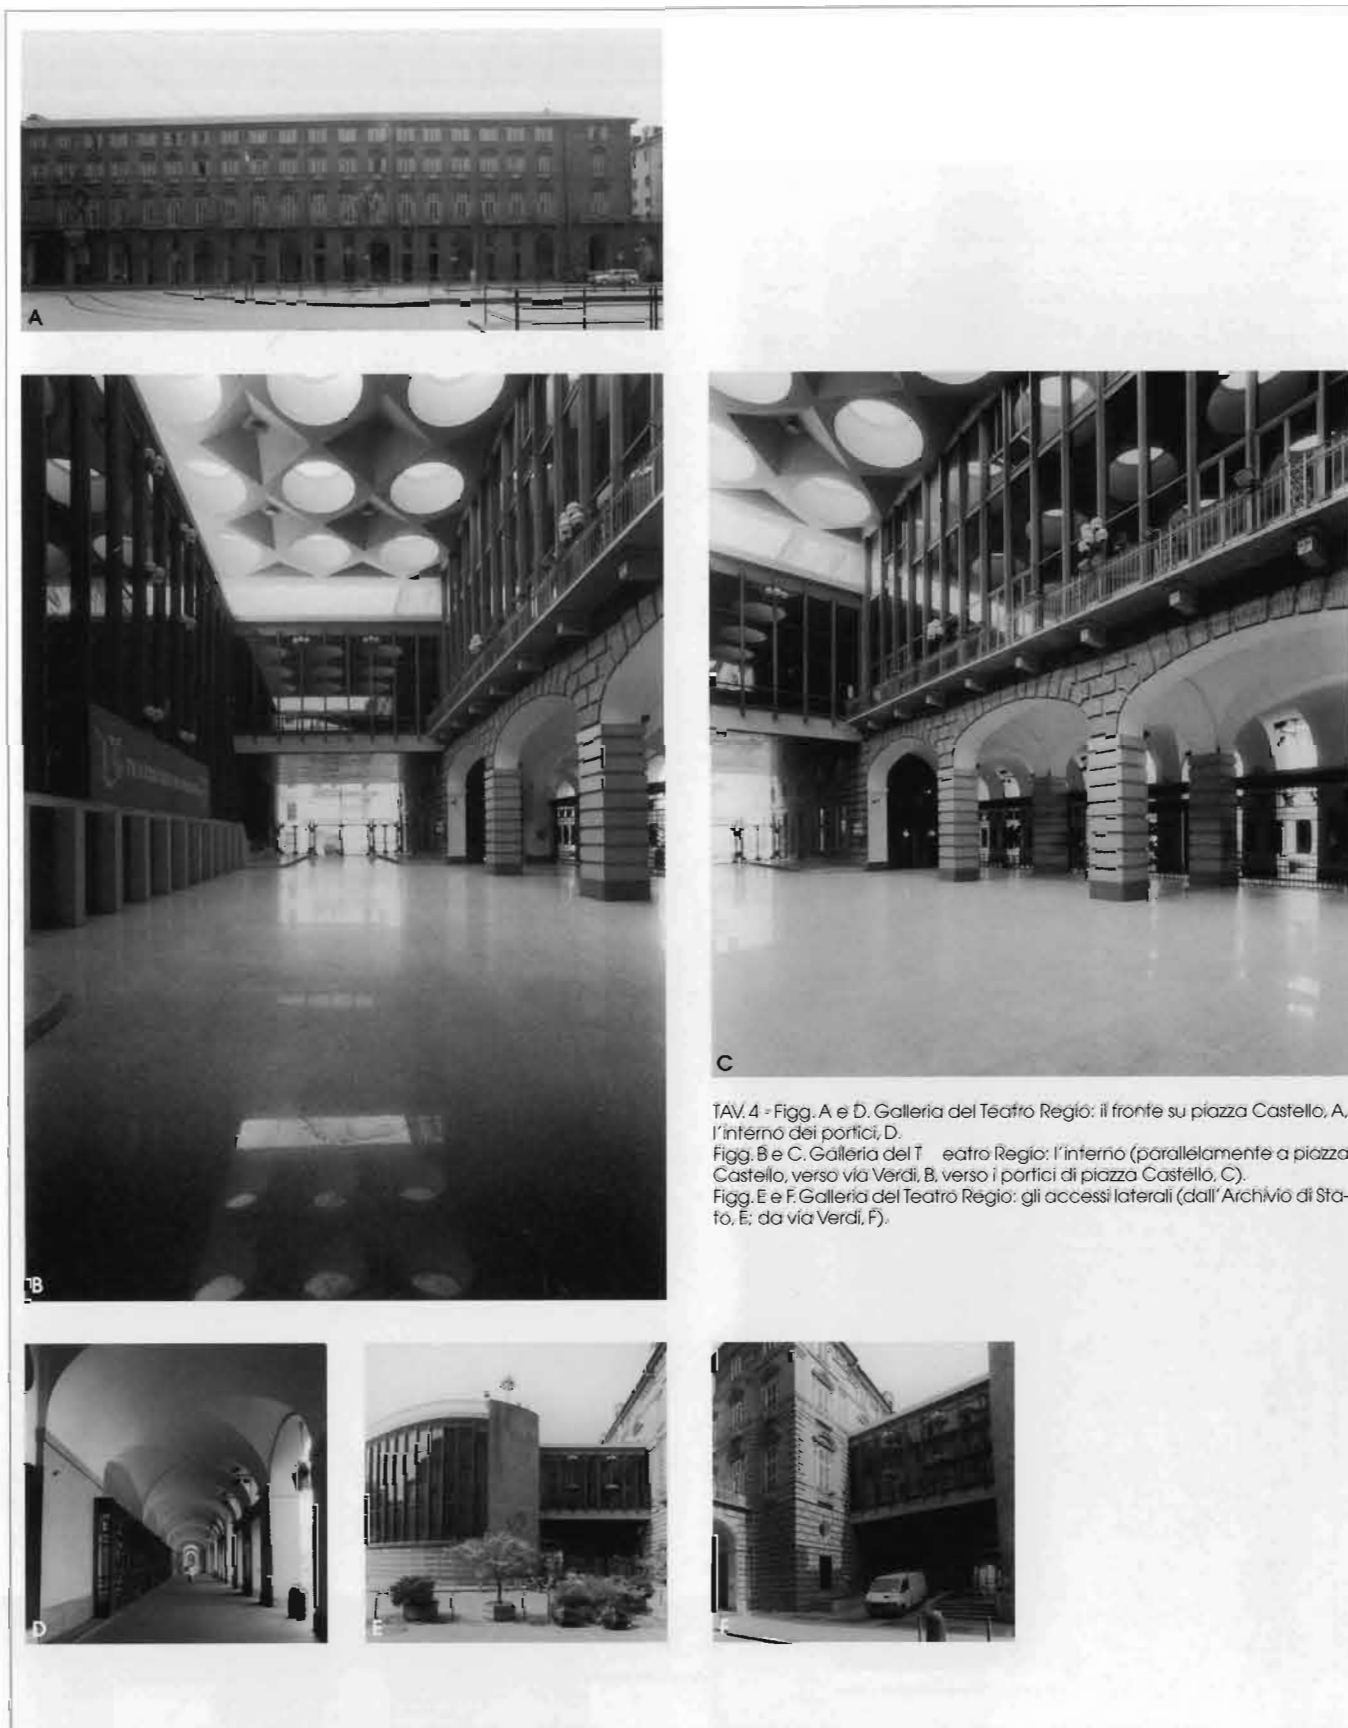 A
C
TAV. 4 - Figg. A e D. Galleria del Teatro Regio: il fronte su piazza Castello, A,
l'interno dei portici, D.
Figg. B e C. Galleria del T eatro Regio: l'interno (parallelamente a piazza
Castello, verso via Verdi, B, verso i portici di piazza Castello, C).
Figg. E e F. Galleria del Teatro Regio: gli accessi laterali (dall'Archivio di Sta-
to, E; da via Verdi, F).
B
D
E
F